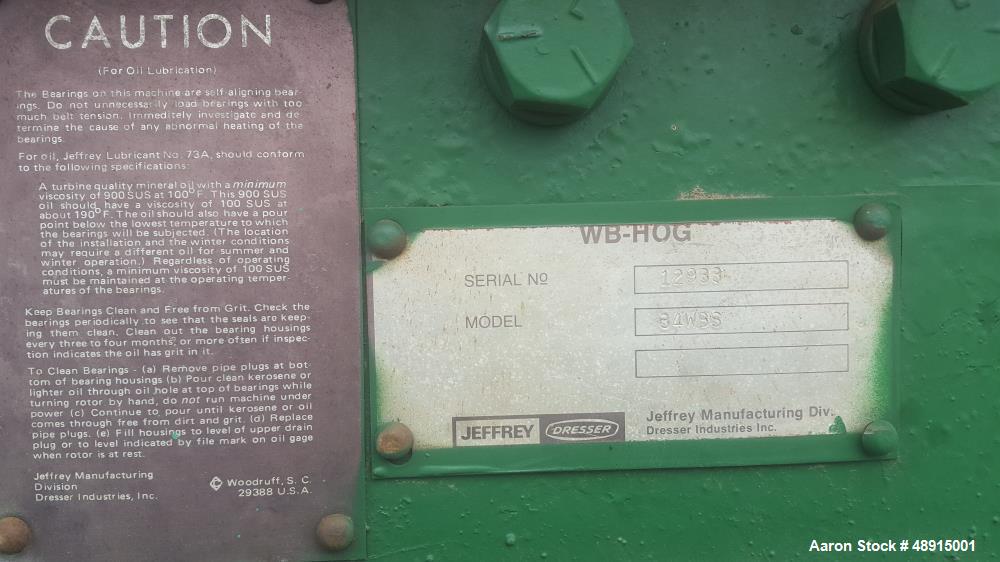 CAUTION
(For Oil Lubrication)
The Bearings on this machine are self-aligning bear-
ings. Do not unnecessarily load bearings with too
much belt tension. Immeditely investigate and de
termine the cause of any abnormal heating of the
bearings.
For oil, Jeffrey Lubricant No. 73A, should conform
to the following specifications:
A turbine quality mineral oil with a minimum
viscosity of 900 SUS at 100°F. This 900 SUS
oil should have a viscosity of 100 SUS at
about 190°F. The oil should also have a pour
point below the lowest temperature to which
the bearings will be subjected. (The location
of the installation and the winter conditions
may require a different oil for summer and
winter operation.) Regardless of operating
conditions, a minimum viscosity of 100 SUS
must be maintained at the operating temper-
atures of the bearings.
Keep Bearings Clean and Free from Grit. Check the
bearings periodically to see that the seals are keep-
ing them clean. Clean out the bearing housings
every three to four months, or more often if inspec-
tion indicates the oil has grit in it.
To Clean Bearings - (a) Remove pipe plugs at bot-
tom of bearing housings (b) Pour clean kerosene or
lighter oil through oil hole at top of bearings while
turning rotor by hand, do not run machine under
power (c) Continue to pour until kerosene or oil
comes through free from dirt and grit. (d) Replace
pipe plugs. (e) Fill housings to level of upper drain
plug or to level indicated by file mark on oil gage
when rotor is at rest.
Jeffrey Manufacturing
Division
Dresser Industries, Inc.
Woodruff, S. C.
29388 U.S.A.
WB-HOG
SERIAL Nº 12933
MODEL 34WBS
JEFFREY DRESSER
Jeffrey Manufacturing Div.
Dresser Industries Inc.
Aaron Stock # 48915001